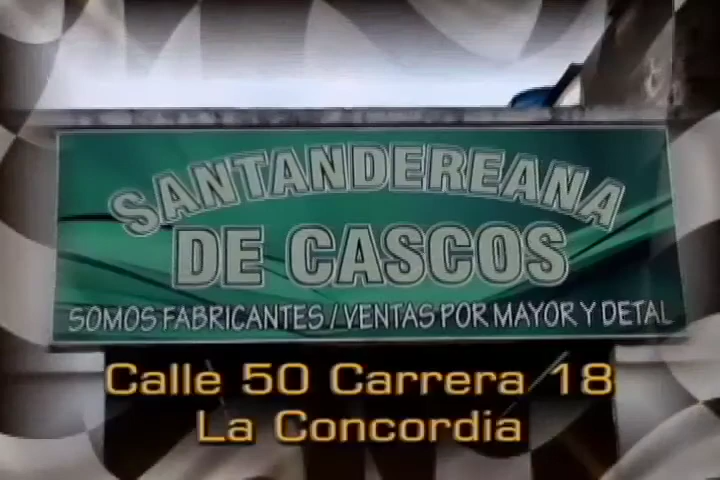 SANTANDEREANA
DE CASCOS
SOMOS FABRICANTES / VENTAS POR MAYOR Y DETAL
Calle 50 Carrera 18
La Concordia